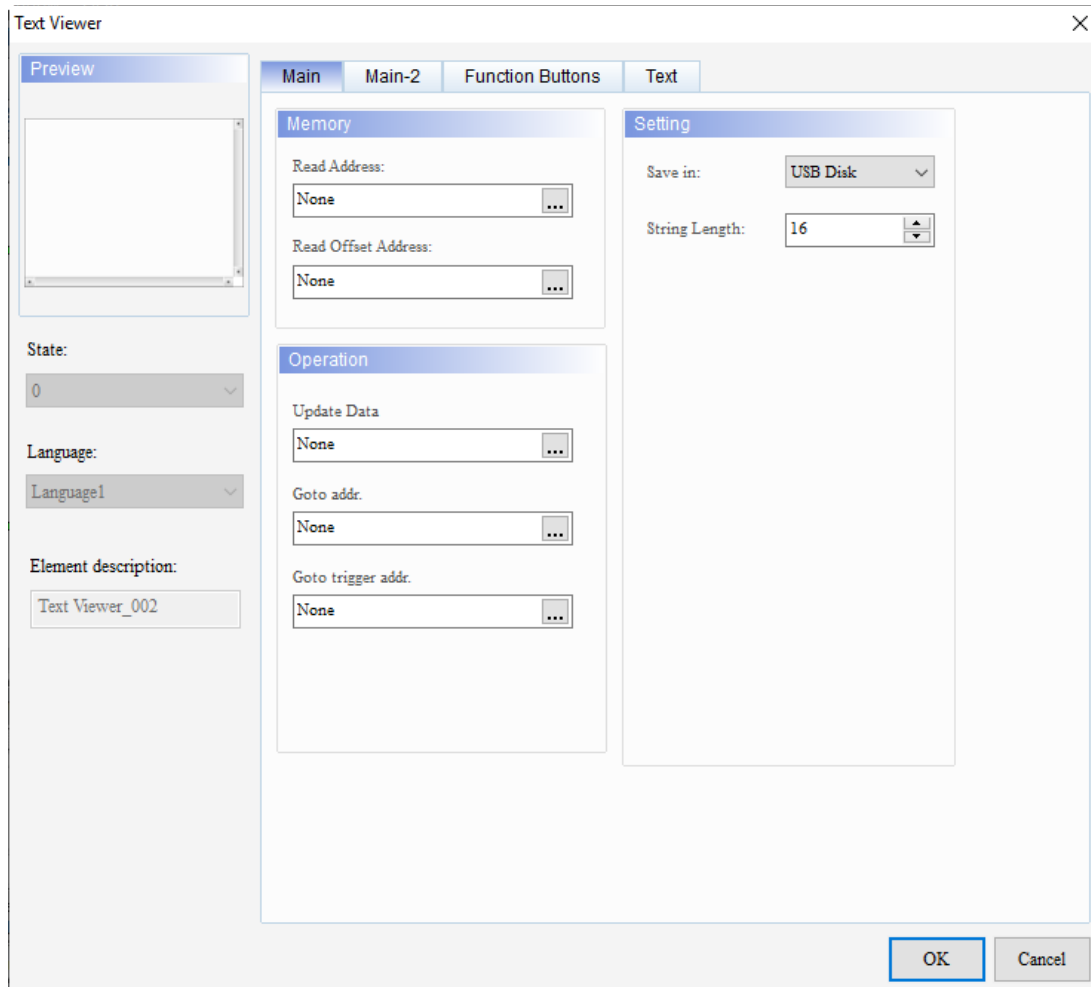 Text Viewer
Preview
State:
0
Language:
Language1
Element description:
Text Viewer_002
Main Main-2 Function Buttons Text
Memory
Read Address:
None ...
Read Offset Address:
None ...
Operation
Update Data
None ...
Goto addr.
None ...
Goto trigger addr.
None ...
Setting
Save in: USB Disk
String Length: 16
OK Cancel